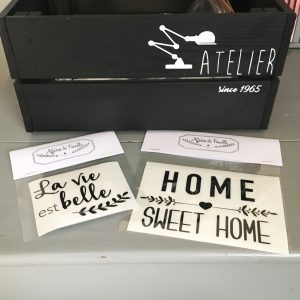 ATELIER
since 1965
La vie
est belle
HOME
SWEET HOME